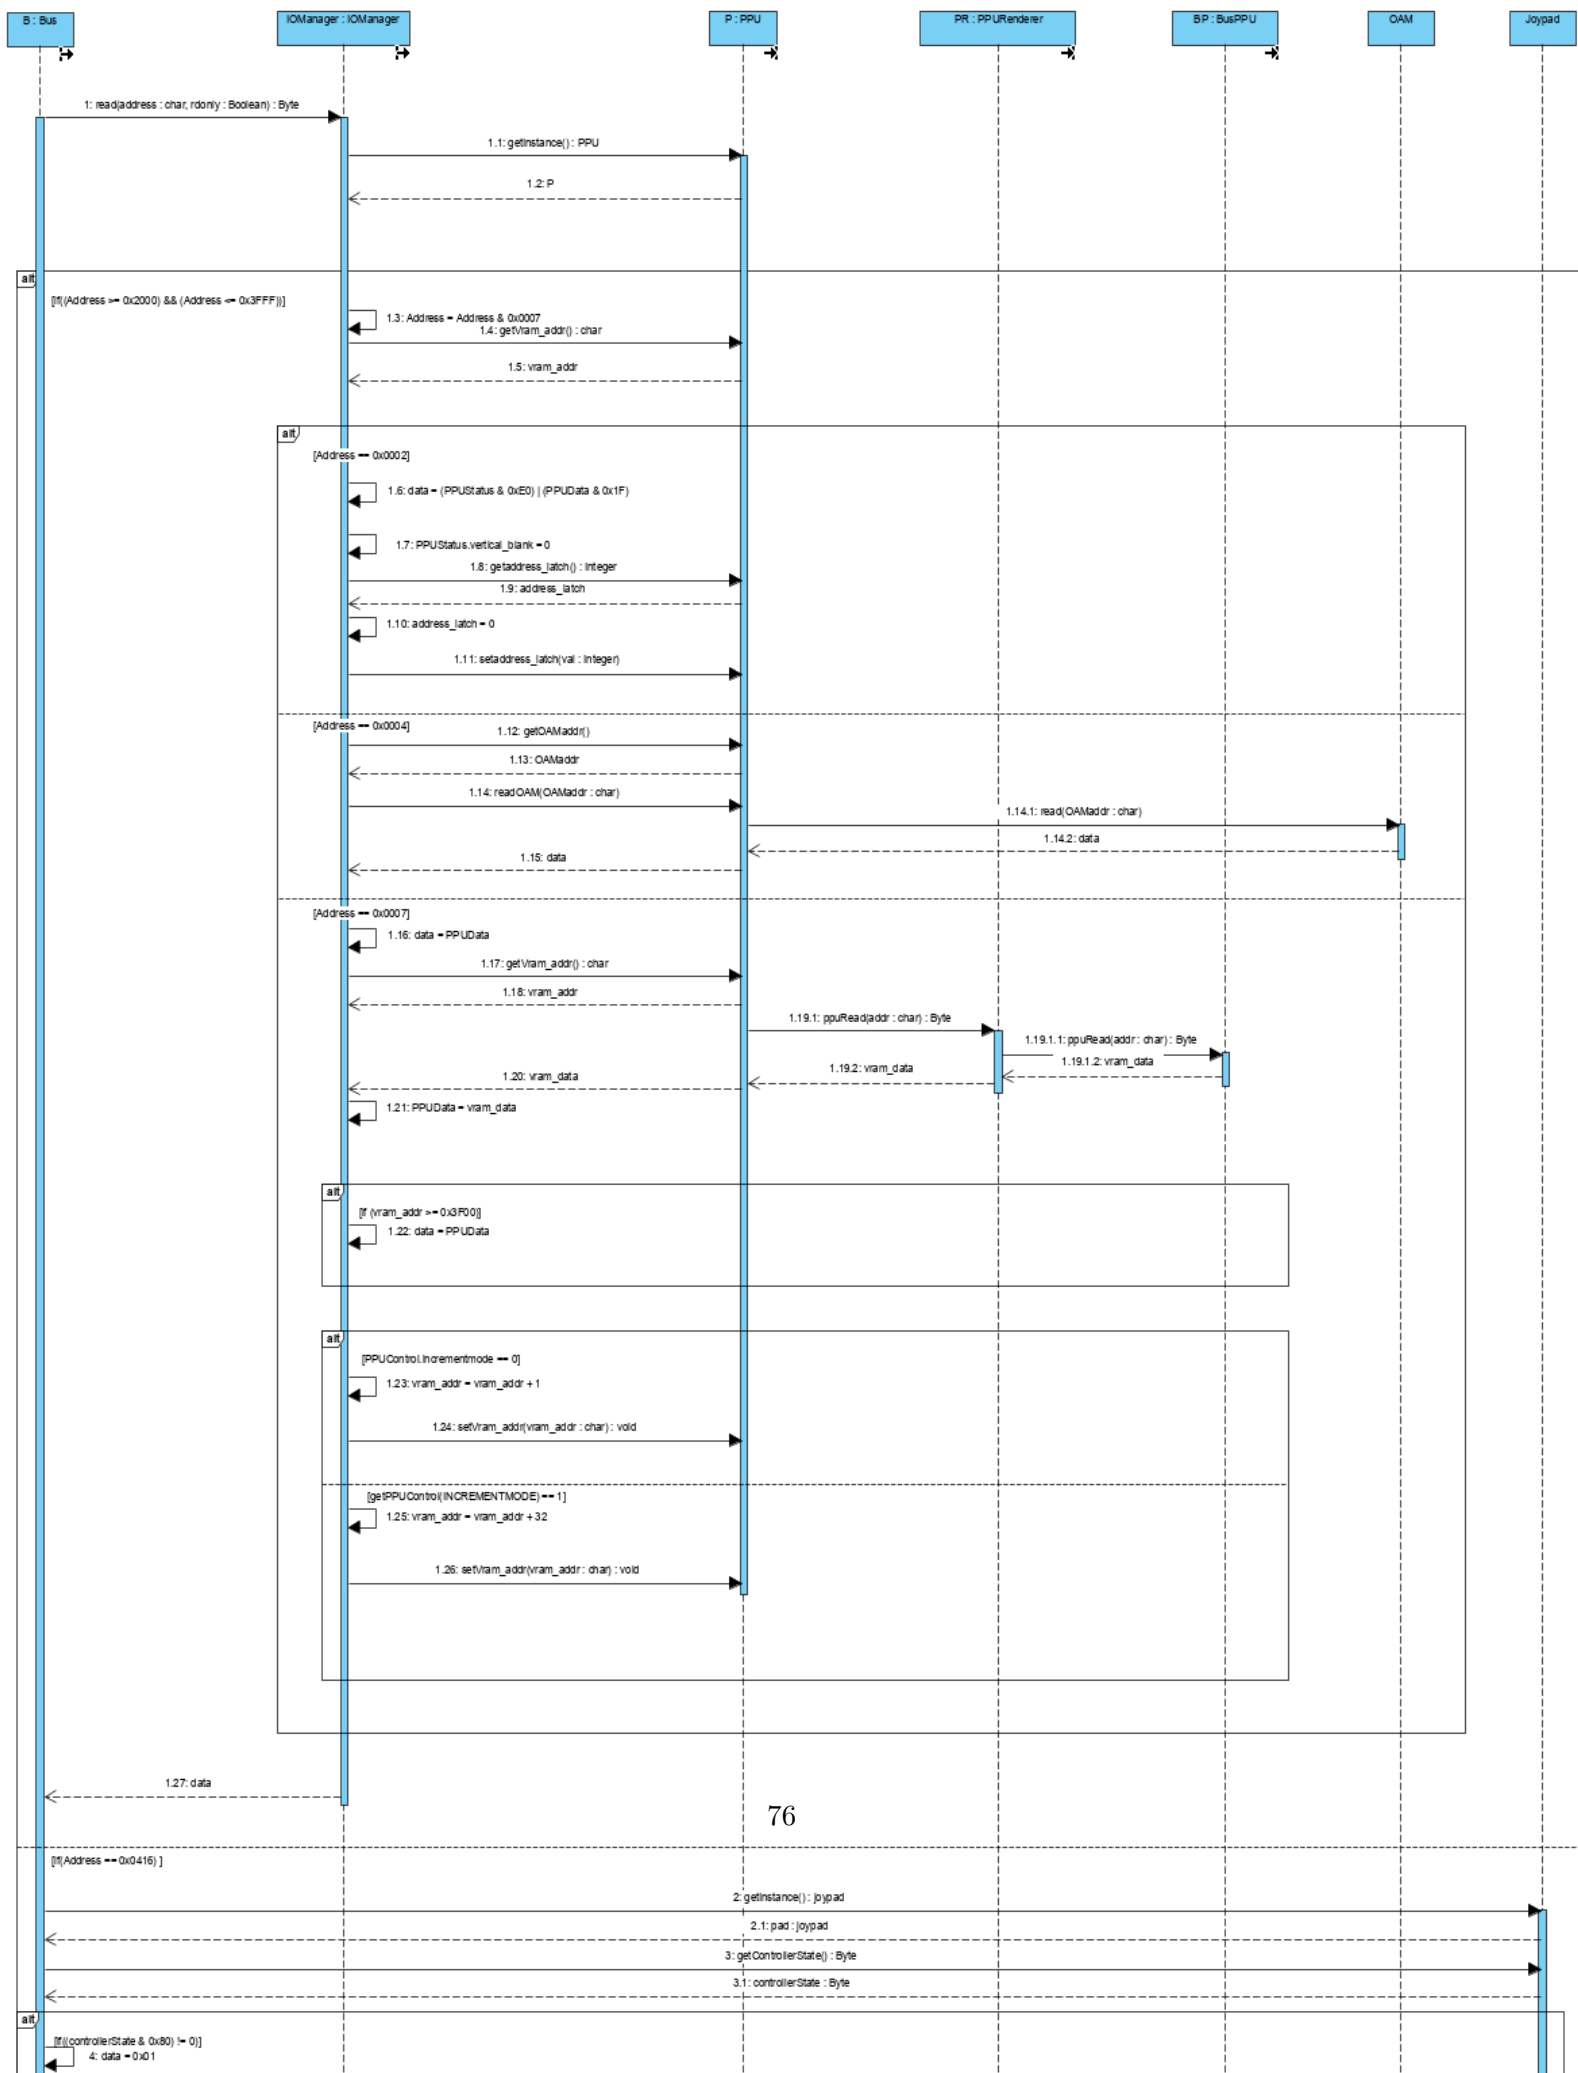 B : Bus
IOManager : IOManager
P : PPU
PR : PPURenderer
BP : BusPPU
OAM
Joypad
1: read(address : char, rdonly : Boolean) : Byte
1.1: getInstance() : PPU
1.2: P
alt
[If((Address >= 0x2000) && (Address <= 0x3FFF))]
1.3: Address = Address & 0x0007
1.4: getVram_addr() : char
1.5: vram_addr
alt
[Address == 0x0002]
1.6: data = (PPUStatus & 0xE0) | (PPUData & 0x1F)
1.7: PPUStatus.vertical_blank = 0
1.8: getaddress_latch() : Integer
1.9: address_latch
1.10: address_latch = 0
1.11: setaddress_latch(val : Integer)
[Address == 0x0004]
1.12: getOAMaddr()
1.13: OAMaddr
1.14: readOAM(OAMaddr : char)
1.14.1: read(OAMaddr : char)
1.14.2: data
1.15: data
[Address == 0x0007]
1.16: data = PPUData
1.17: getVram_addr() : char
1.18: vram_addr
1.19.1: ppuRead(addr : char) : Byte
1.19.1.1: ppuRead(addr : char) : Byte
1.19.1.2: vram_data
1.19.2: vram_data
1.20: vram_data
1.21: PPUData = vram_data
alt
[If (vram_addr >= 0x3F00)]
1.22: data = PPUData
alt
[PPUControl.Incrementmode == 0]
1.23: vram_addr = vram_addr + 1
1.24: setVram_addr(vram_addr : char) : void
[getPPUControl(INCREMENTMODE) == 1]
1.25: vram_addr = vram_addr + 32
1.26: setVram_addr(vram_addr : char) : void
1.27: data
76
[If(Address == 0x0416) ]
2: getInstance() : joypad
2.1: pad : joypad
3: getControllerState() : Byte
3.1: controllerState : Byte
alt
[If((controllerState & 0x80) != 0)]
4: data = 0x01